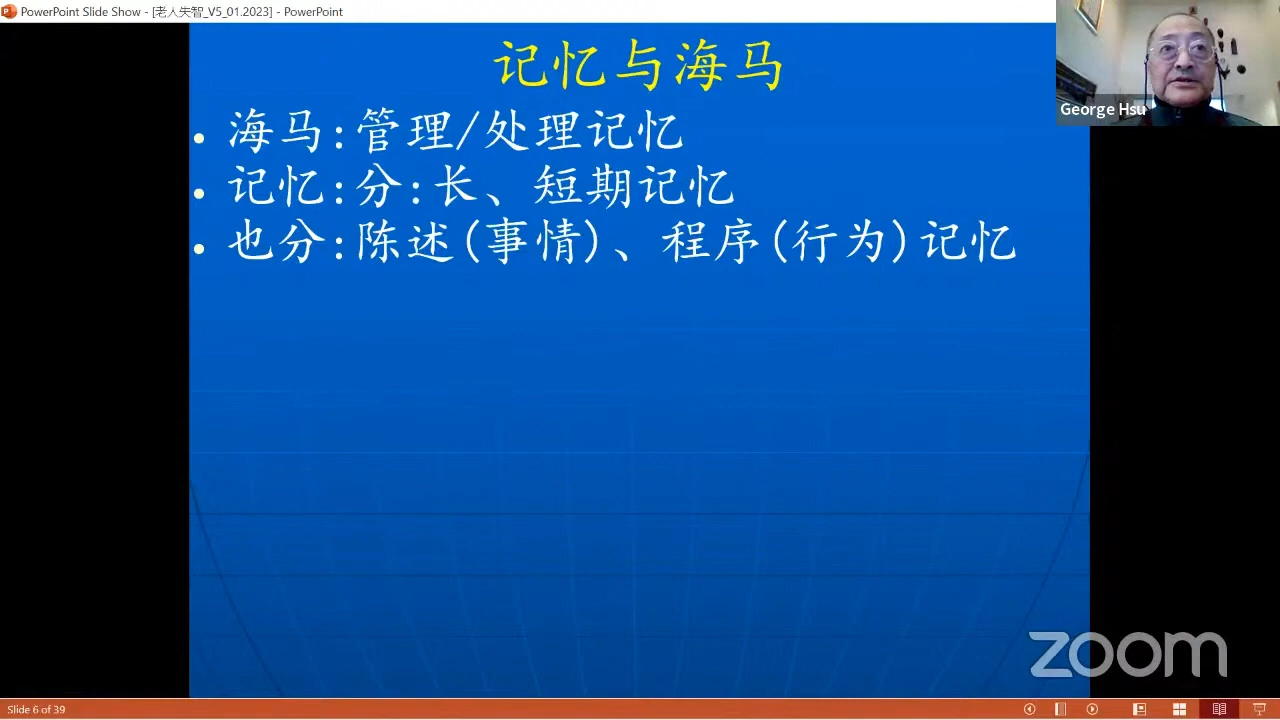 PowerPoint Slide Show - [老人失智_V5_01.2023] - PowerPoint
George Hsu
记忆与海马
• 海马:管理/处理记忆
• 记忆:分:长、短期记忆
• 也分:陈述(事情)、程序(行为)记忆
zoom
Slide 6 of 39